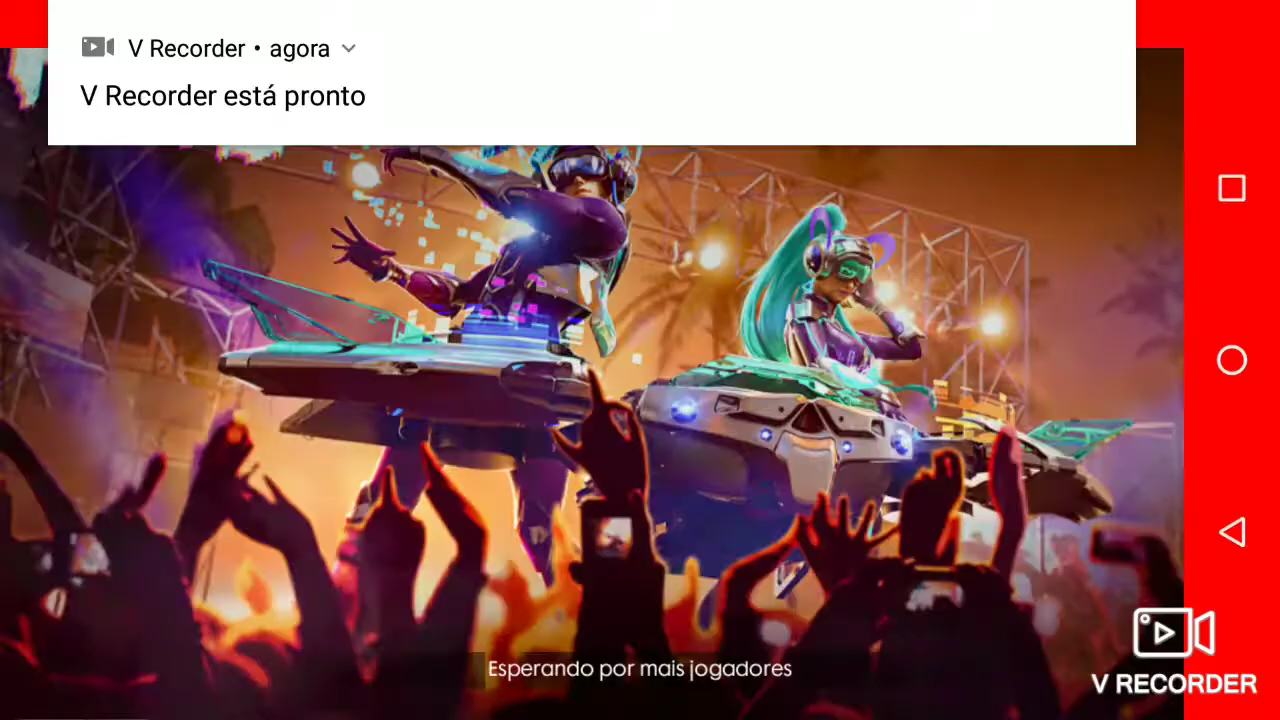 V Recorder • agora
V Recorder está pronto
Esperando por mais jogadores
V RECORDER